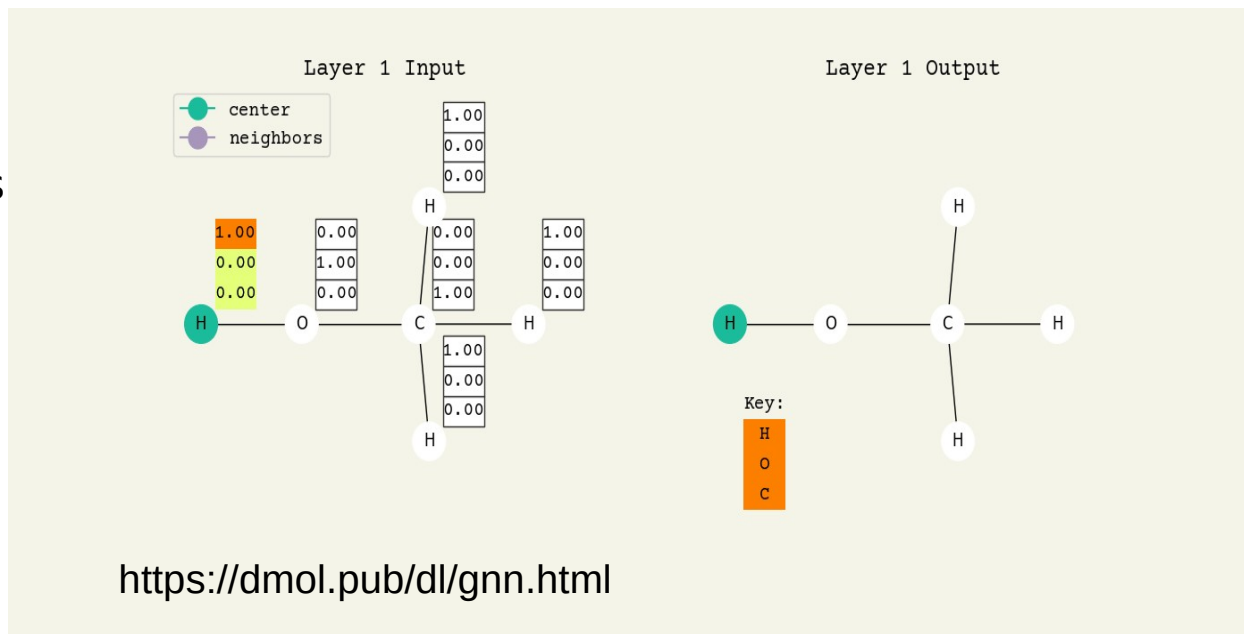 Layer 1 Input
Layer 1 Output
center
neighbors
1.00
0.00
0.00
s
H
H
1.00
0.00
0.00
0.00
1.00
0.00
0.00
0.00
1.00
1.00
0.00
0.00
H
O
C
H
H
O
C
H
1.00
0.00
0.00
H
H
Key:
H
O
C
https://dmol.pub/dl/gnn.html